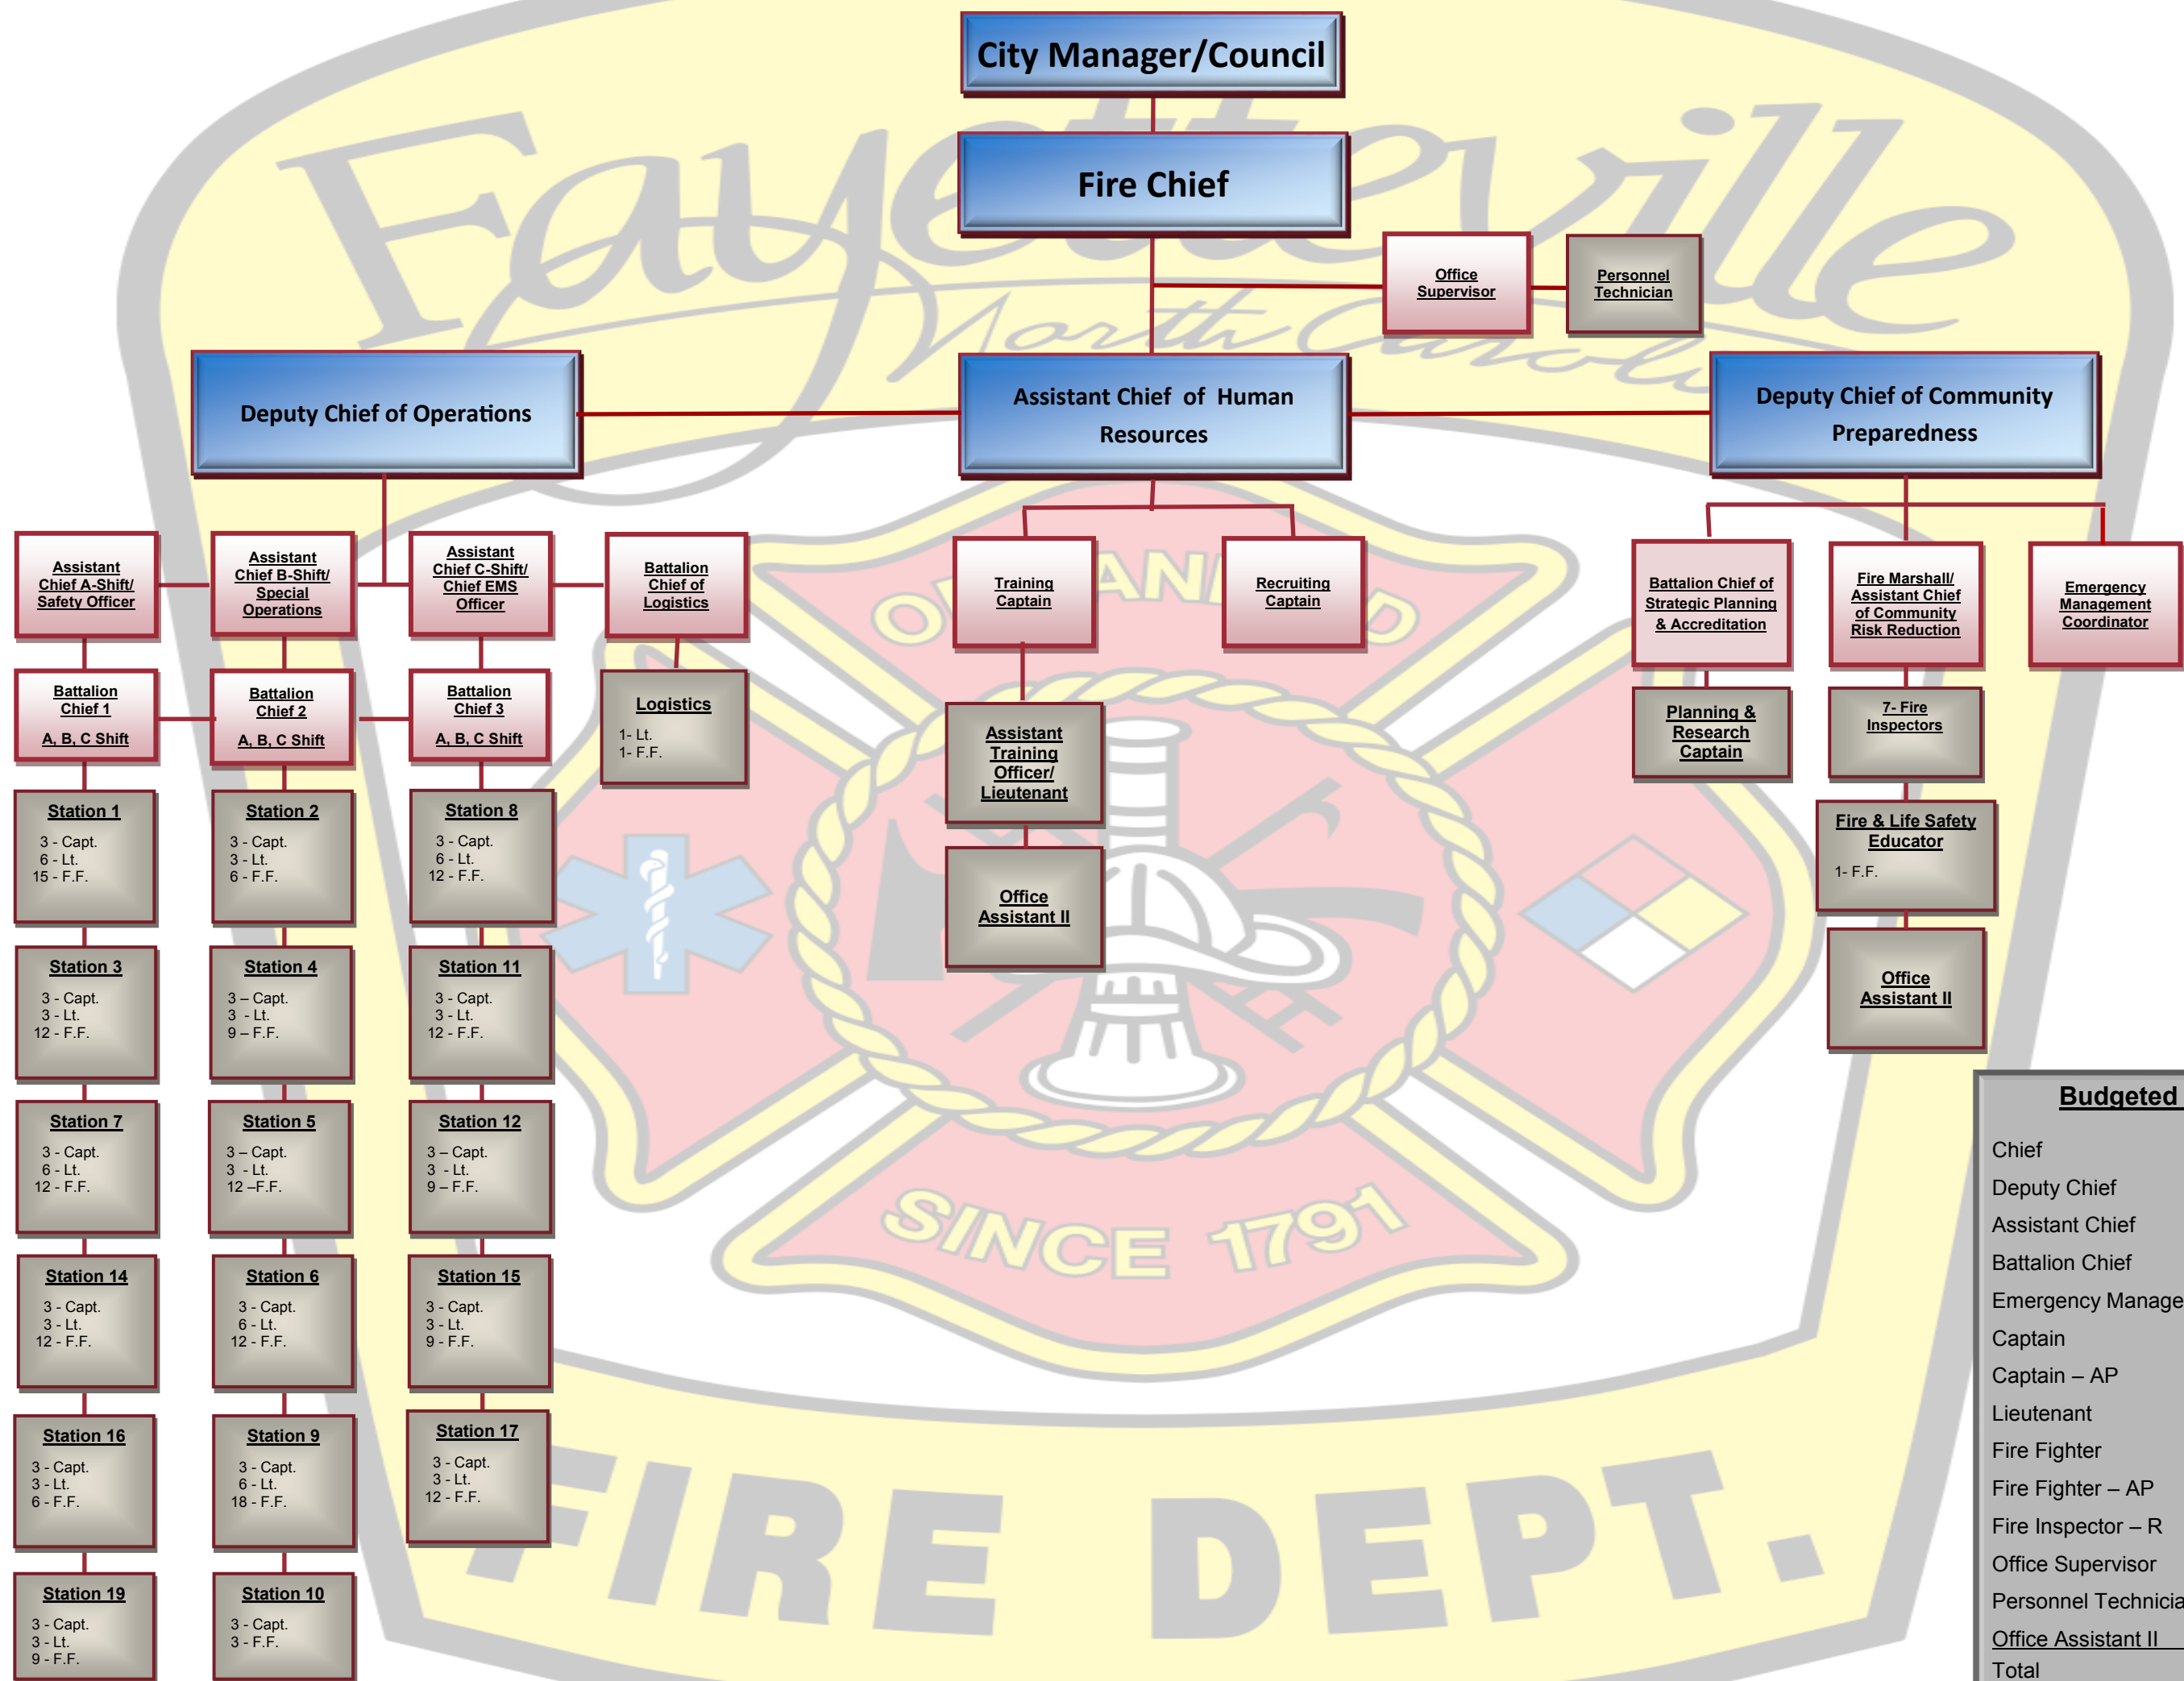 City Manager/Council
Fire Chief
Office
Supervisor
Personnel
Technician
Fayetteville
North
Deputy Chief of Operations
Assistant Chief of Human
Resources
Deputy Chief of Community
Preparedness
Assistant
Chief A-Shift/
Safety Officer
Assistant
Chief B-Shift/
Special
Operations
Assistant
Chief C-Shift/
Chief EMS
Officer
Battalion
Chief of
Logistics
Training
Captain
Recruiting
Captain
Battalion Chief of
Strategic Planning
& Accreditation
Fire Marshall/
Assistant Chief
of Community
Risk Reduction
Emergency
Management
Coordinator
Battalion
Chief 1
A, B, C Shift
Battalion
Chief 2
A, B, C Shift
Battalion
Chief 3
A, B, C Shift
Logistics
1- Lt.
1- F.F.
Assistant
Training
Officer/
Lieutenant
Office
Assistant II
Planning &
Research
Captain
7- Fire
Inspectors
Fire & Life Safety
Educator
1- F.F.
Office
Assistant II
Station 1
3 - Capt.
6 - Lt.
15 - F.F.
Station 2
3 - Capt.
3 - Lt.
6 - F.F.
Station 8
3 - Capt.
6 - Lt.
12 - F.F.
Station 3
3 - Capt.
3 - Lt.
12 - F.F.
Station 4
3 – Capt.
3 - Lt.
9 – F.F.
Station 11
3 - Capt.
3 - Lt.
12 - F.F.
Station 7
3 - Capt.
6 - Lt.
12 - F.F.
Station 5
3 – Capt.
3 - Lt.
12 –F.F.
Station 12
3 – Capt.
3 - Lt.
9 – F.F.
Station 14
3 - Capt.
3 - Lt.
12 - F.F.
Station 6
3 - Capt.
6 - Lt.
12 - F.F.
Station 15
3 - Capt.
3 - Lt.
9 - F.F.
Station 16
3 - Capt.
3 - Lt.
6 - F.F.
Station 9
3 - Capt.
6 - Lt.
18 - F.F.
Station 17
3 - Capt.
3 - Lt.
12 - F.F.
Station 19
3 - Capt.
3 - Lt.
9 - F.F.
Station 10
3 - Capt.
3 - F.F.
SINCE 1791
FIRE DEPT.
Budgeted
Chief
Deputy Chief
Assistant Chief
Battalion Chief
Emergency Manage
Captain
Captain – AP
Lieutenant
Fire Fighter
Fire Fighter – AP
Fire Inspector – R
Office Supervisor
Personnel Technicia
Office Assistant II
Total